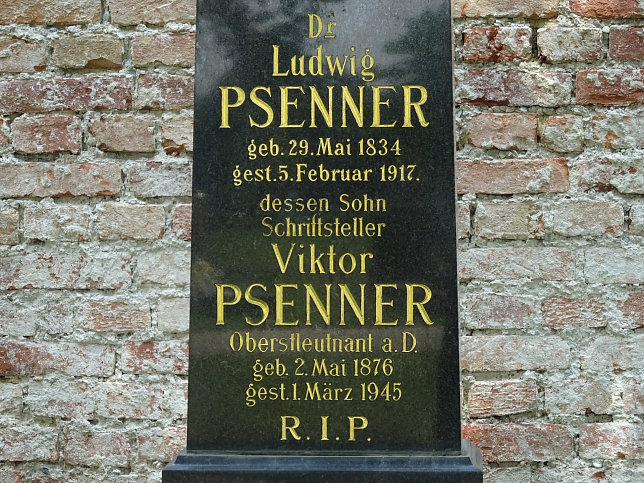 Dr
Ludwig
PSENNER
geb. 29. Mai 1834
gest. 5. Februar 1917.
dessen Sohn
Schriftsteller
Viktor
PSENNER
Oberstleutnant a. D.
geb. 2. Mai 1876
gest. 1. März 1945
R. I. P.